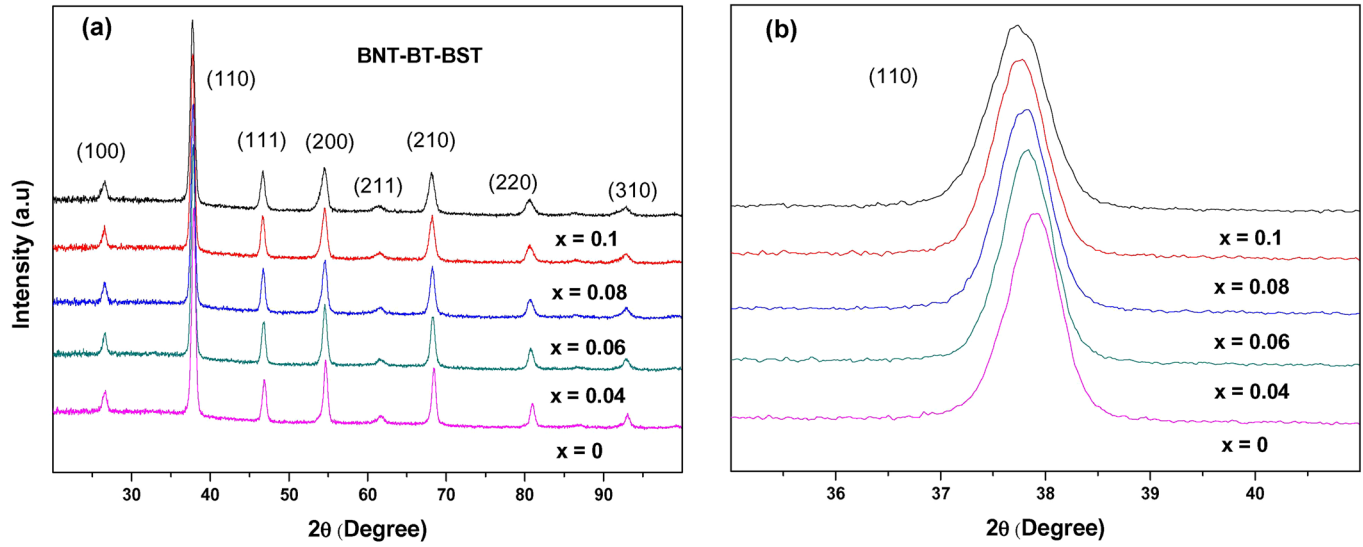 (a)
BNT-BT-BST
(110)
(100)
(111)
(200)
(211)
(210)
(220)
(310)
x = 0.1
x = 0.08
x = 0.06
x = 0.04
x = 0
Intensity (a.u)
30 40 50 60 70 80 90
2θ (Degree)
(b)
(110)
x = 0.1
x = 0.08
x = 0.06
x = 0.04
x = 0
36 37 38 39 40
2θ (Degree)